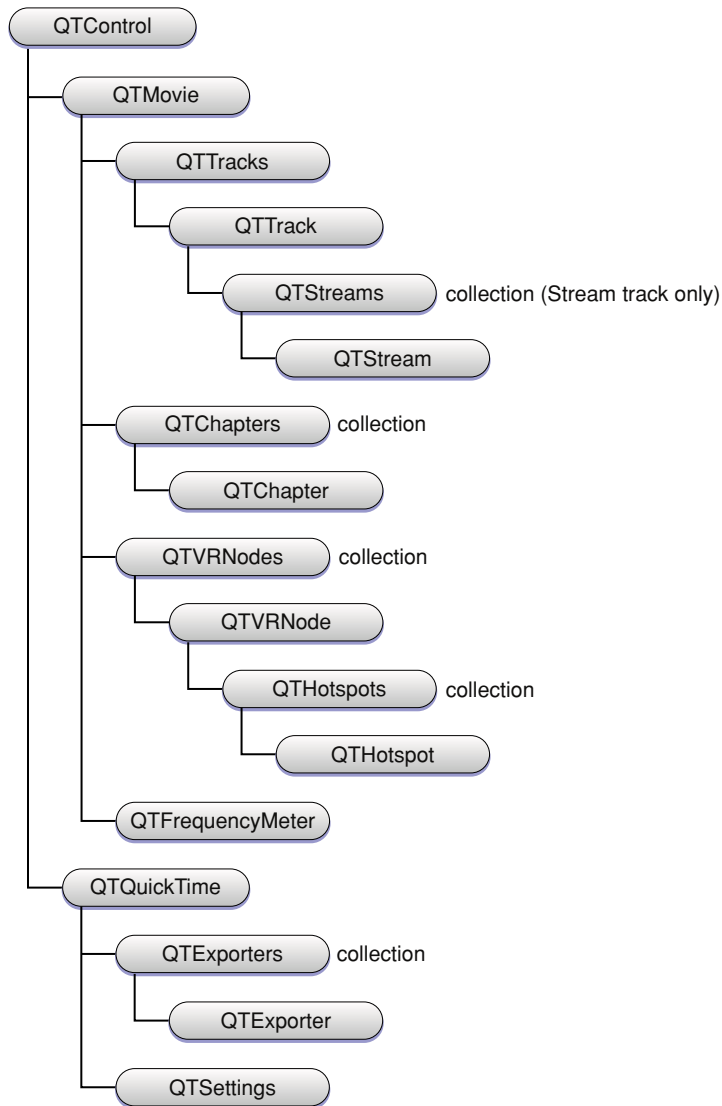 QTControl
QTMovie
QTTracks
QTTrack
QTStreams collection (Stream track only)
QTStream
QTChapters collection
QTChapter
QTVRNodes collection
QTVRNode
QTHotspots collection
QTHotspot
QTFrequencyMeter
QTQuickTime
QTExporters collection
QTExporter
QTSettings